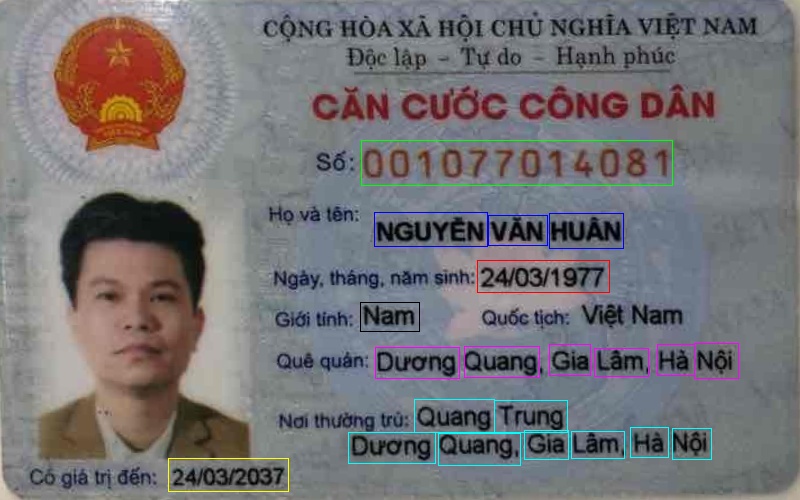 CỘNG HÒA XÃ HỘI CHỦ NGHĨA VIỆT NAM
Độc lập - Tự do - Hạnh phúc
CĂN CƯỚC CÔNG DÂN
Số: 001077014081
Họ và tên: NGUYỄN VĂN HUÂN
Ngày, tháng, năm sinh: 24/03/1977
Giới tính: Nam Quốc tịch: Việt Nam
Quê quán: Dương Quang, Gia Lâm, Hà Nội
Nơi thường trú: Quang Trung
Dương Quang, Gia Lâm, Hà Nội
Có giá trị đến: 24/03/2037